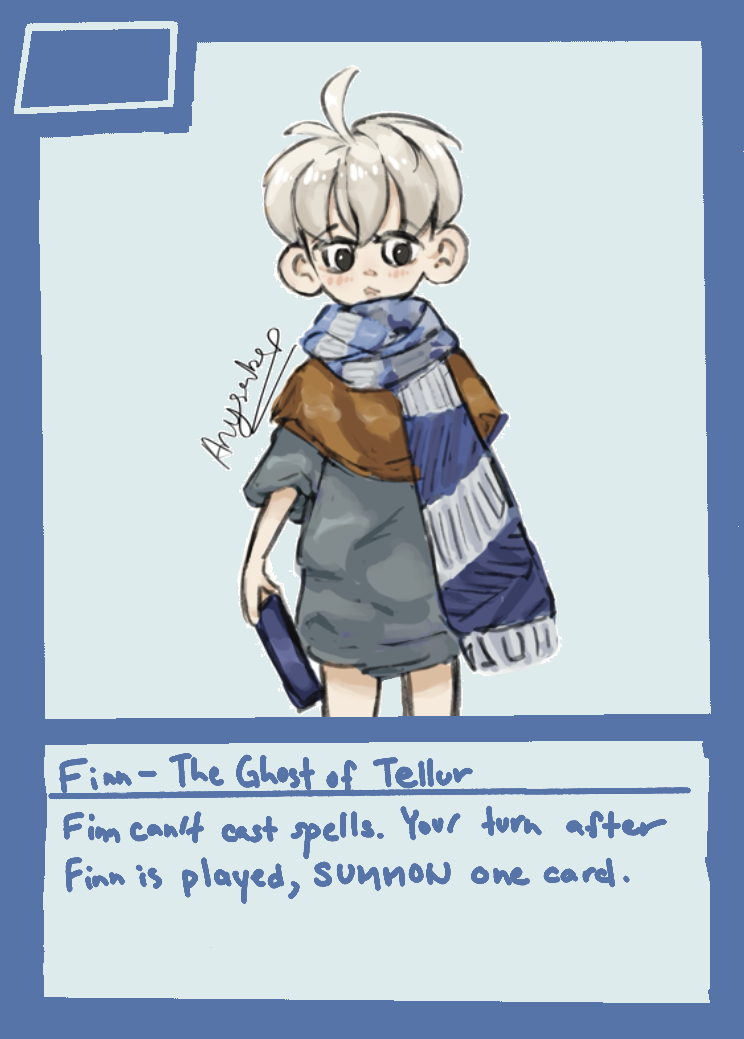 Finn - The Ghost of Tellur
Finn can't cast spells. Your turn after
Finn is played, SUMMON one card.